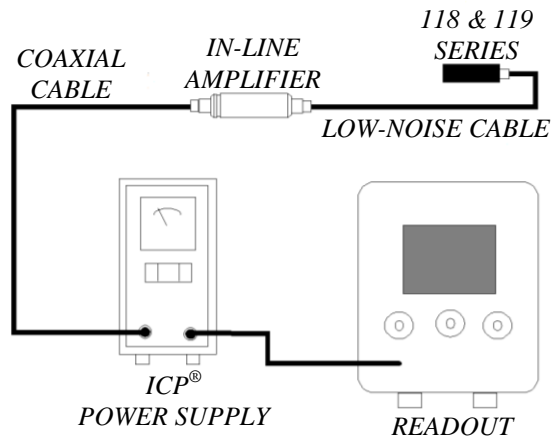 118 & 119
SERIES
COAXIAL
CABLE
IN-LINE
AMPLIFIER
LOW-NOISE CABLE
ICP®
POWER SUPPLY
READOUT